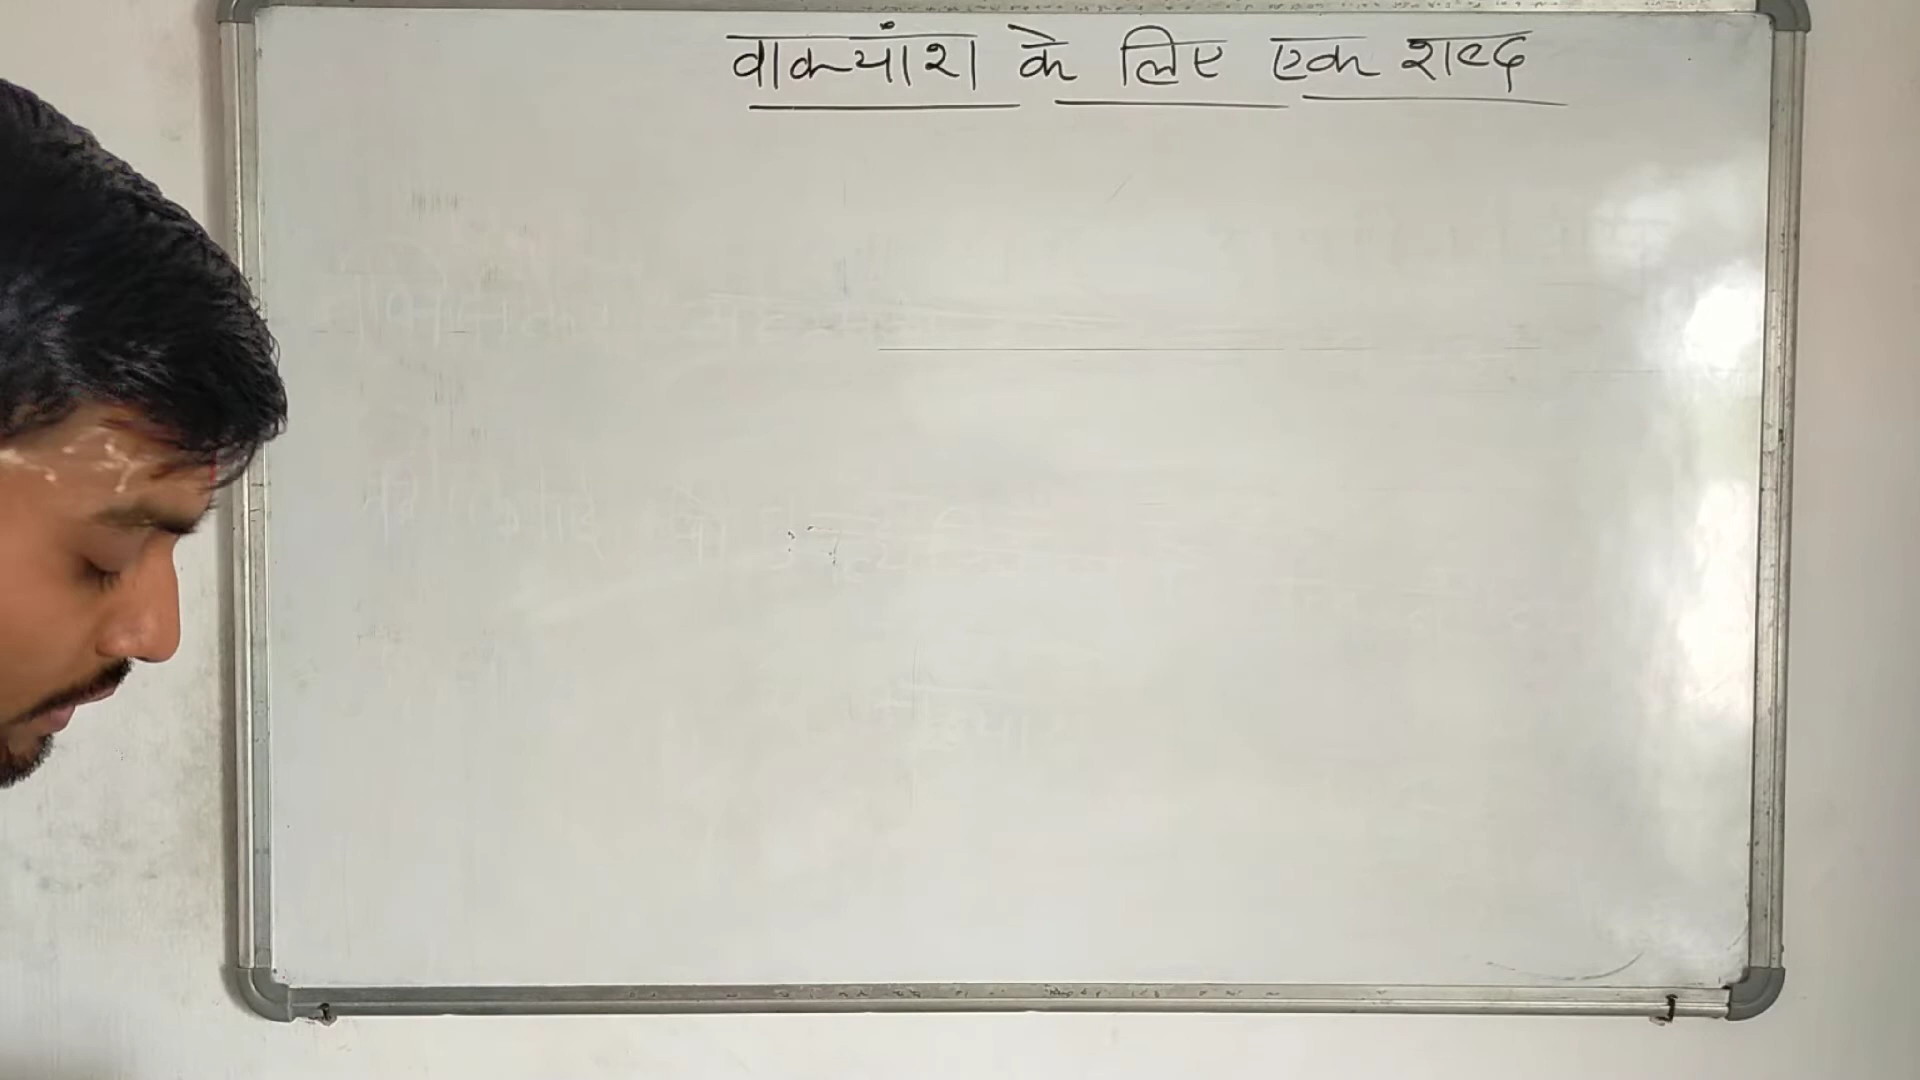 वाक्यांश के लिए एक शब्द